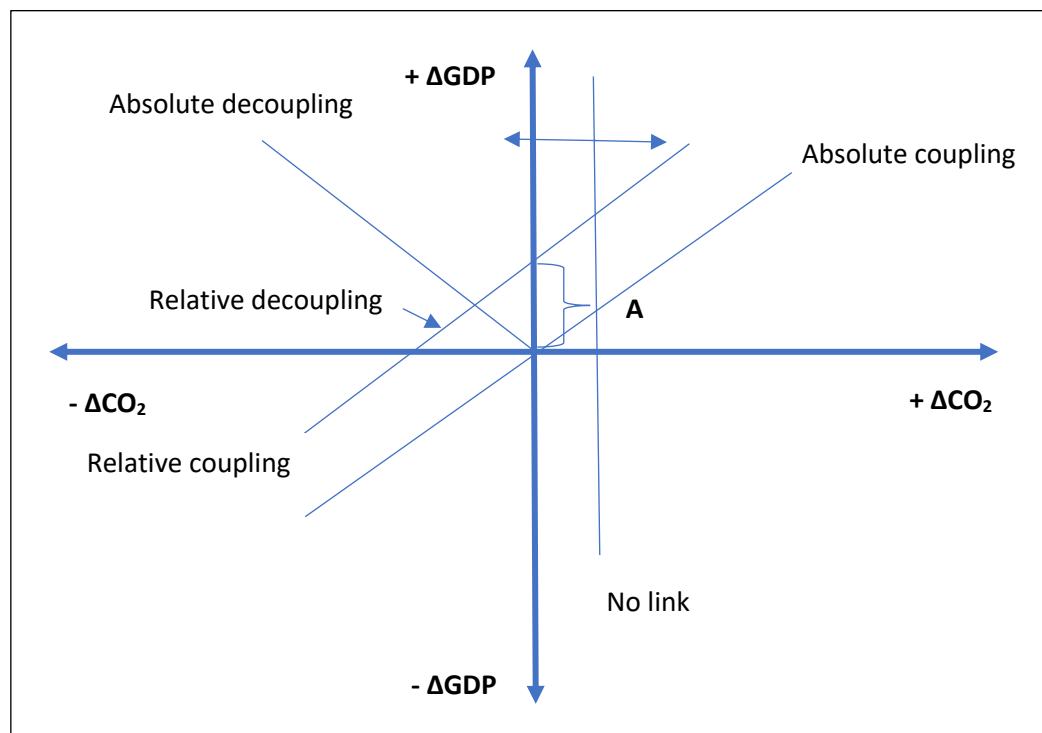 + ΔGDP
Absolute decoupling
Absolute coupling
Relative decoupling
A
- ΔCO₂
+ ΔCO₂
Relative coupling
No link
- ΔGDP